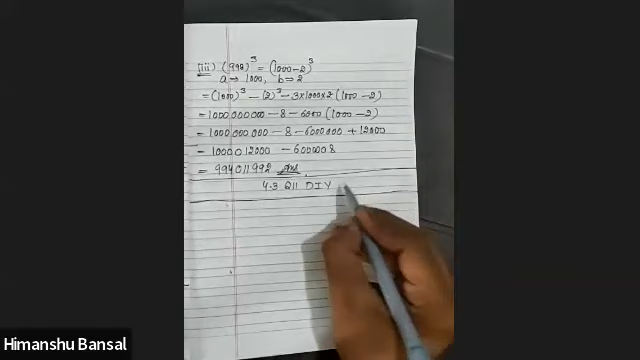 (iii) (998)³ = (1000-2)³
a → 1000, b = 2
= (1000)³ - (2)³ - 3×1000×2 (1000 - 2)
= 1000000000 - 8 - 6000 (1000 - 2)
= 1000000000 - 8 - 6000000 + 12000
= 1000012000 - 6000008
= 994011992 Ans.
4.3 Q11 DIY
Himanshu Bansal